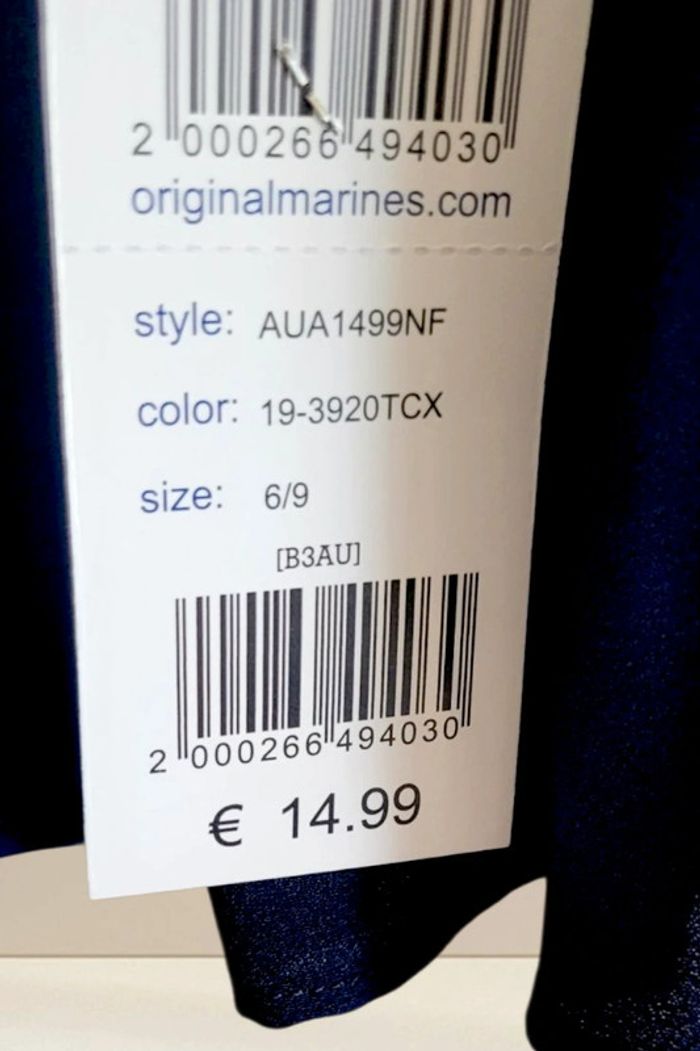 2 000266 494030
originalmarines.com
style: AUA1499NF
color: 19-3920TCX
size: 6/9
[B3AU]
2 000266 494030
€ 14.99